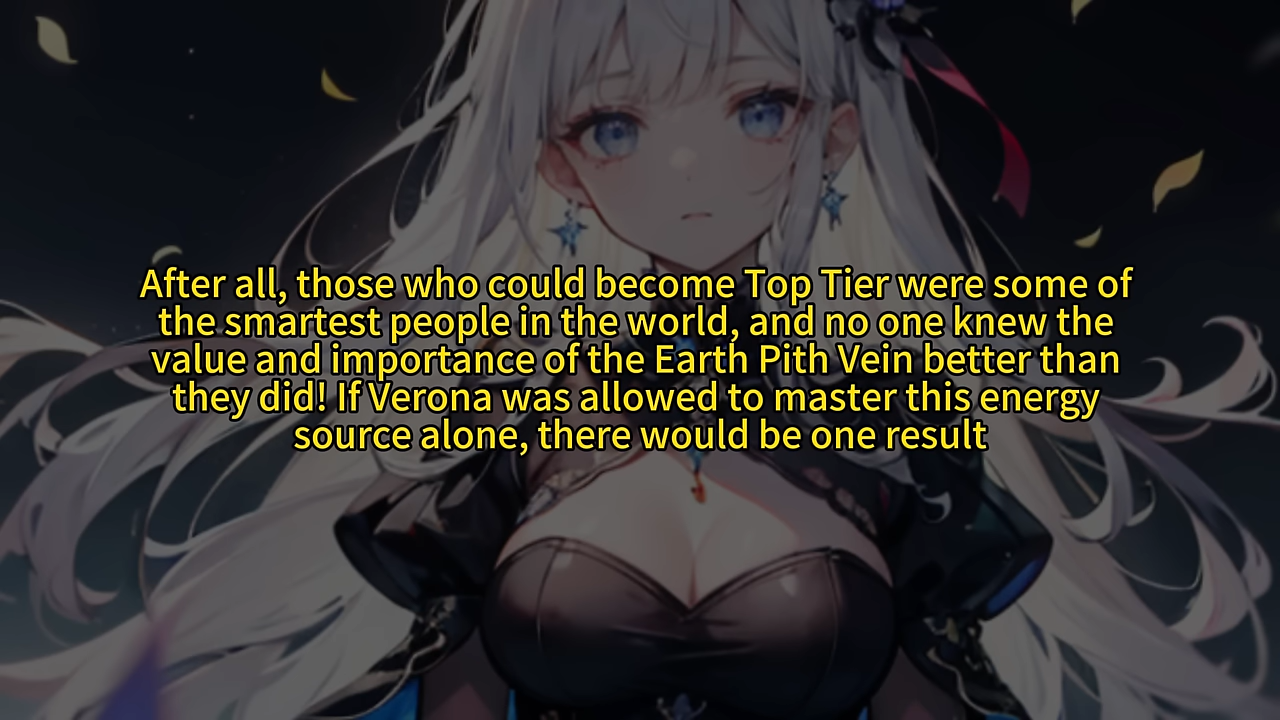 After all, those who could become Top Tier were some of
the smartest people in the world, and no one knew the
value and importance of the Earth Pith Vein better than
they did! If Verona was allowed to master this energy
source alone, there would be one result